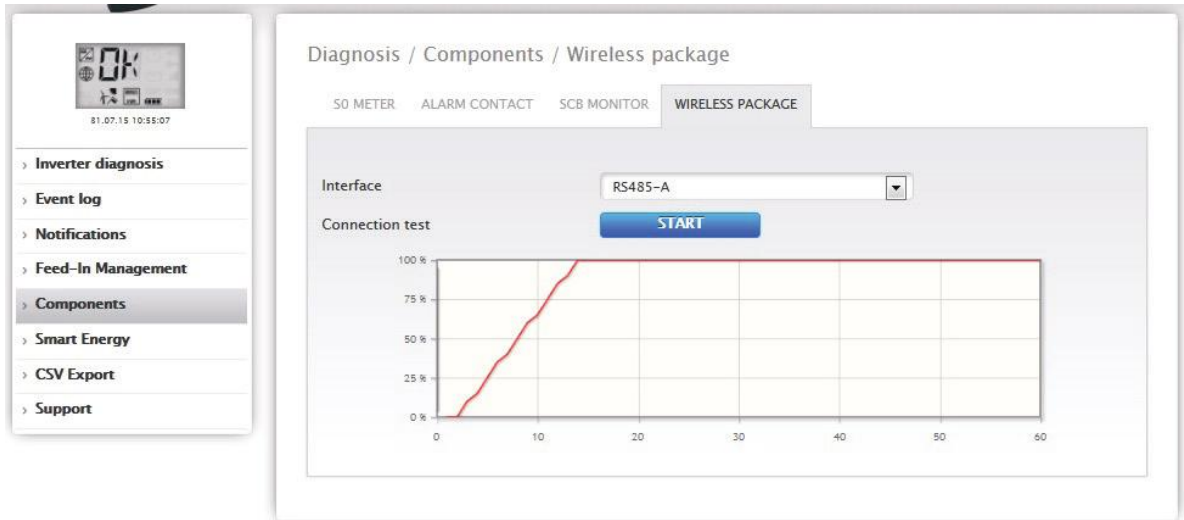 OK
81.07.15 10:55:07
Inverter diagnosis
Event log
Notifications
Feed-In Management
Components
Smart Energy
CSV Export
Support
Diagnosis / Components / Wireless package
S0 METER ALARM CONTACT SCB MONITOR WIRELESS PACKAGE
Interface RS485-A
Connection test START
100 %
75 %
50 %
25 %
0 %
0 10 20 30 40 50 60